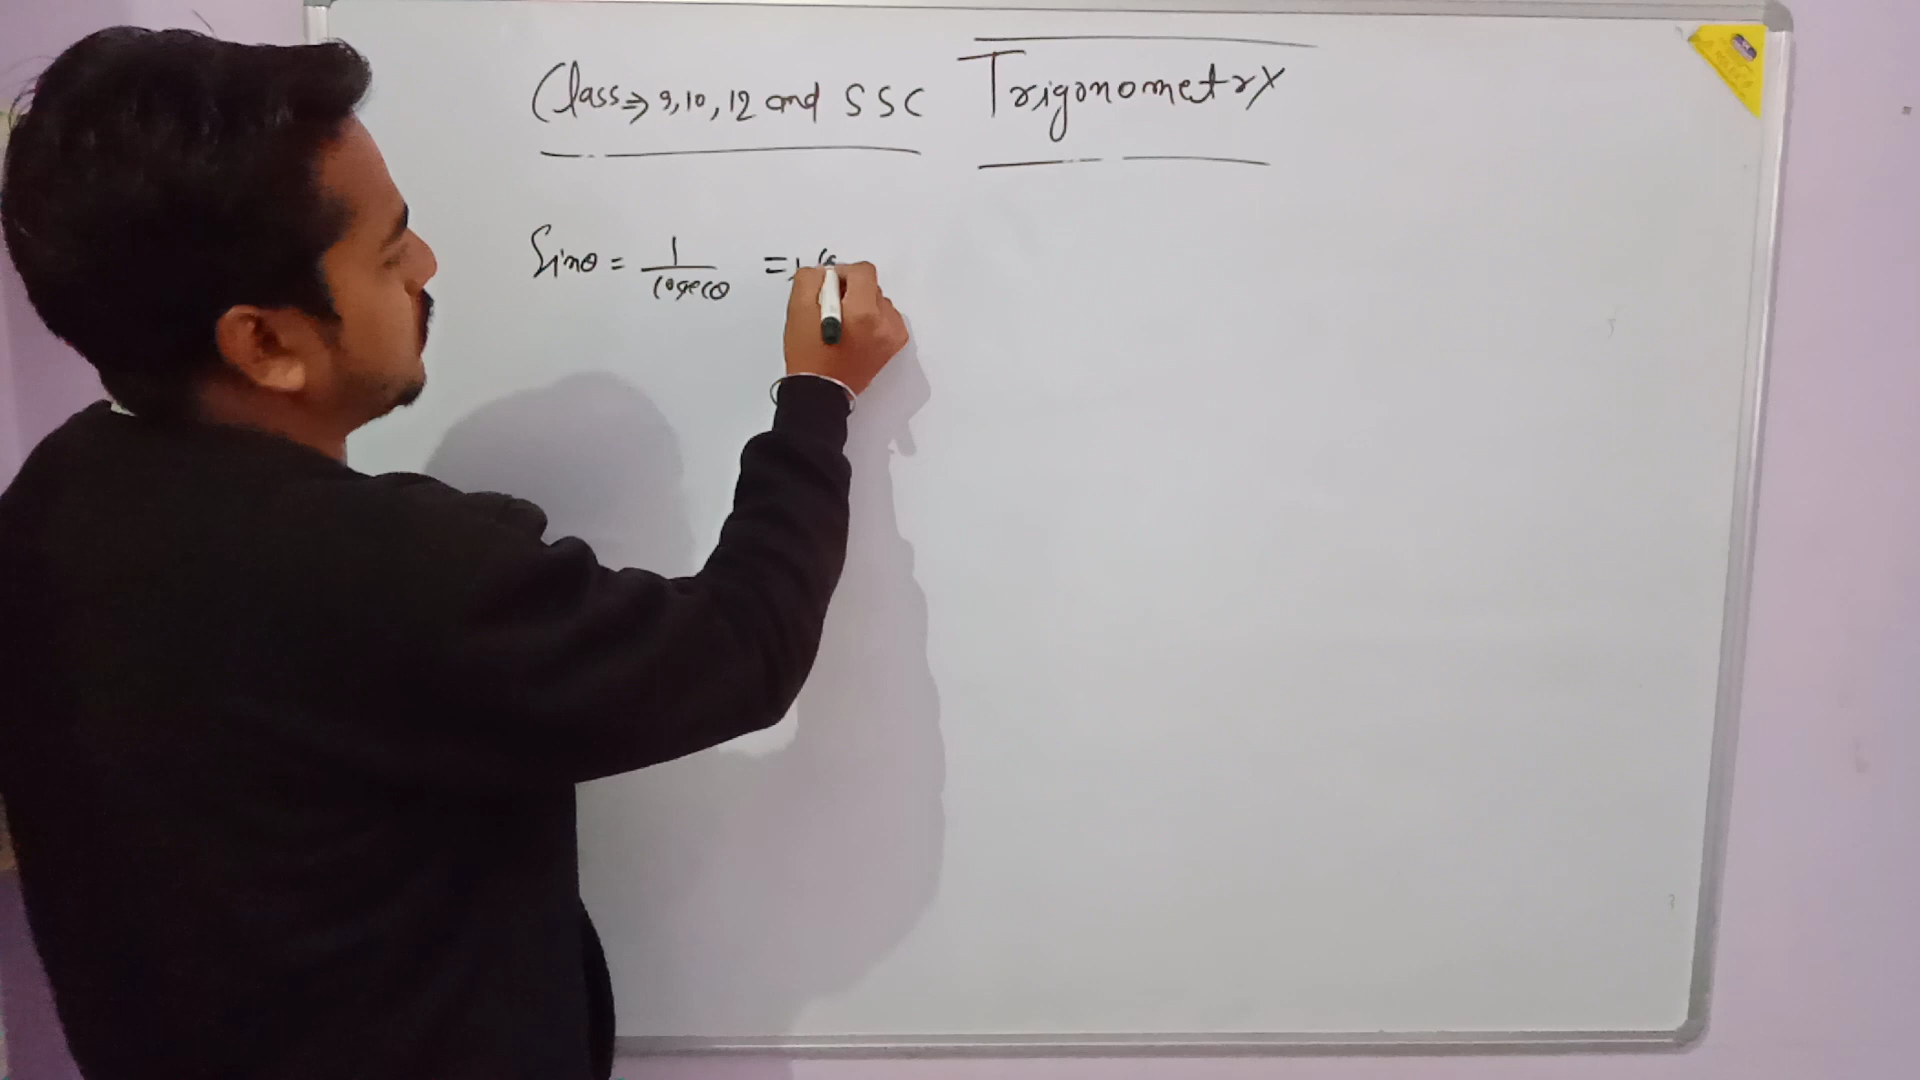 Class⇒ 9,10,12 and SSC Trigonometry
Sinθ = 1/cosecθ =